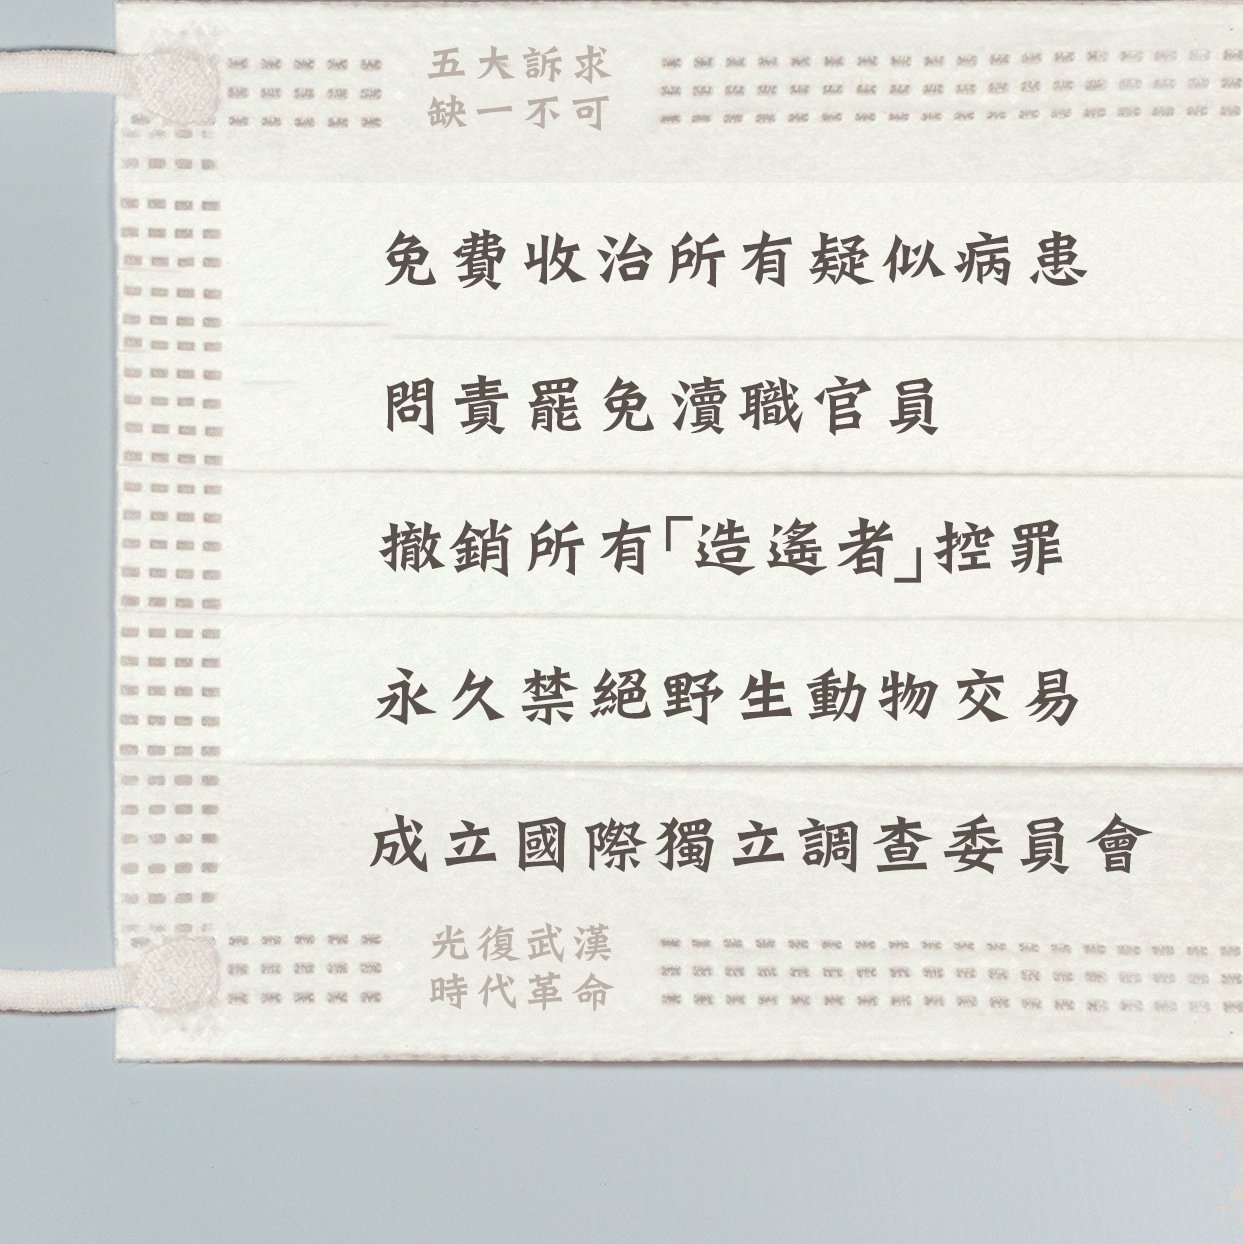 五大訴求
缺一不可
免費收治所有疑似病患
問責罷免瀆職官員
撤銷所有「造遙者」控罪
永久禁絕野生動物交易
成立國際獨立調查委員會
光復武漢
時代革命